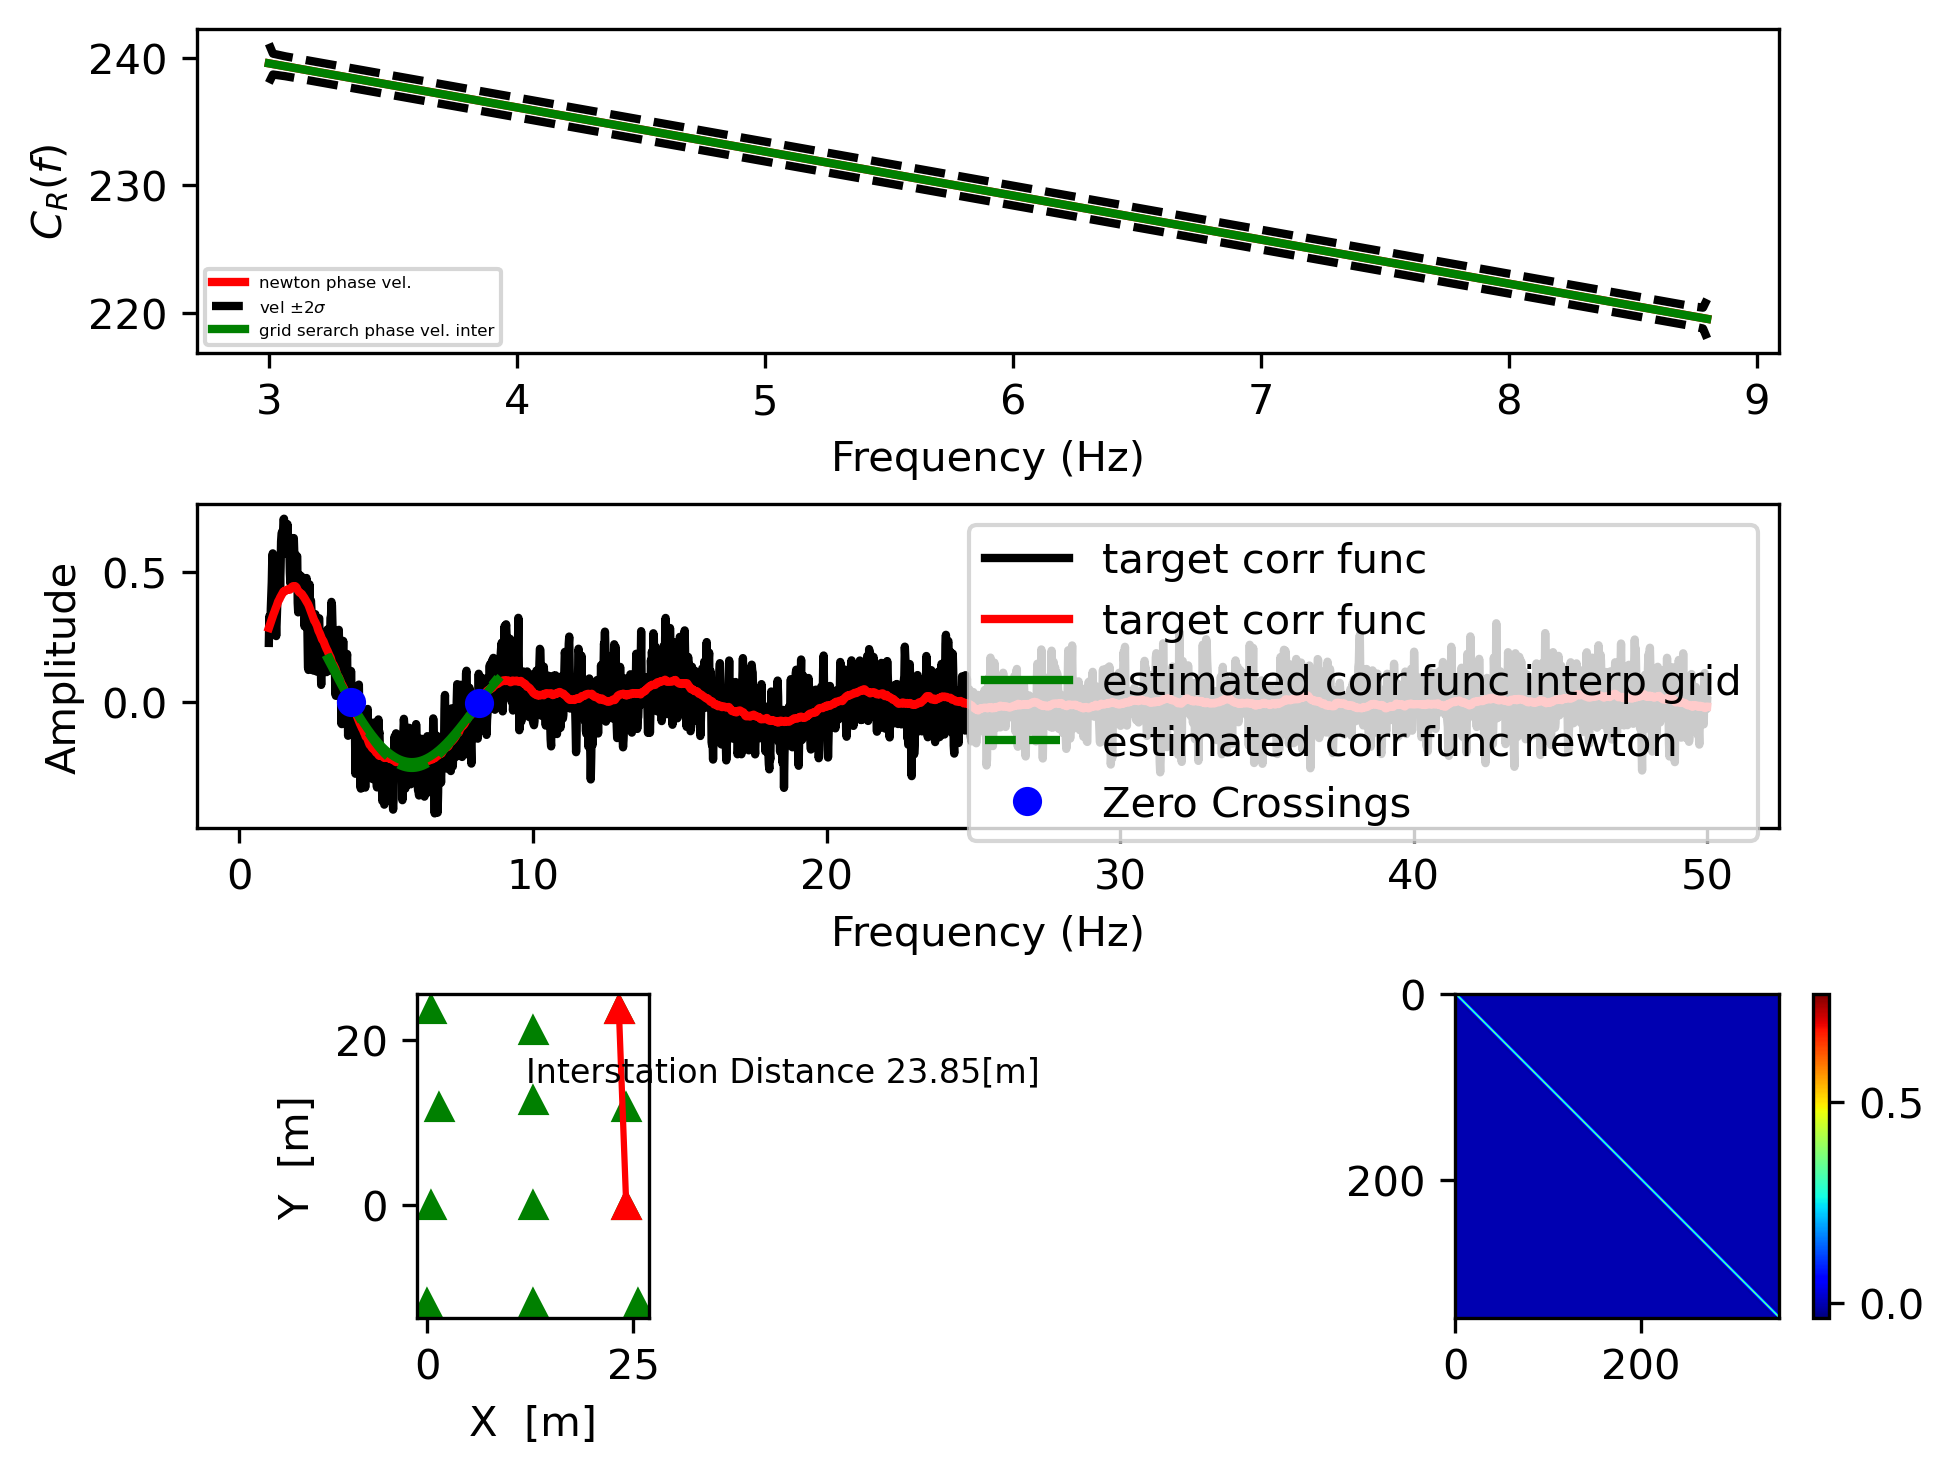 240
230
220
C_R(f)
newton phase vel.
vel ±2σ
grid serarch phase vel. inter
3 4 5 6 7 8 9
Frequency (Hz)
0.5
0.0
Amplitude
target corr func
target corr func
estimated corr func interp grid
estimated corr func newton
Zero Crossings
0 10 20 30 40 50
Frequency (Hz)
20
0
Y [m]
Interstation Distance 23.85[m]
0 25
X [m]
0
200
0 200
0.5
0.0